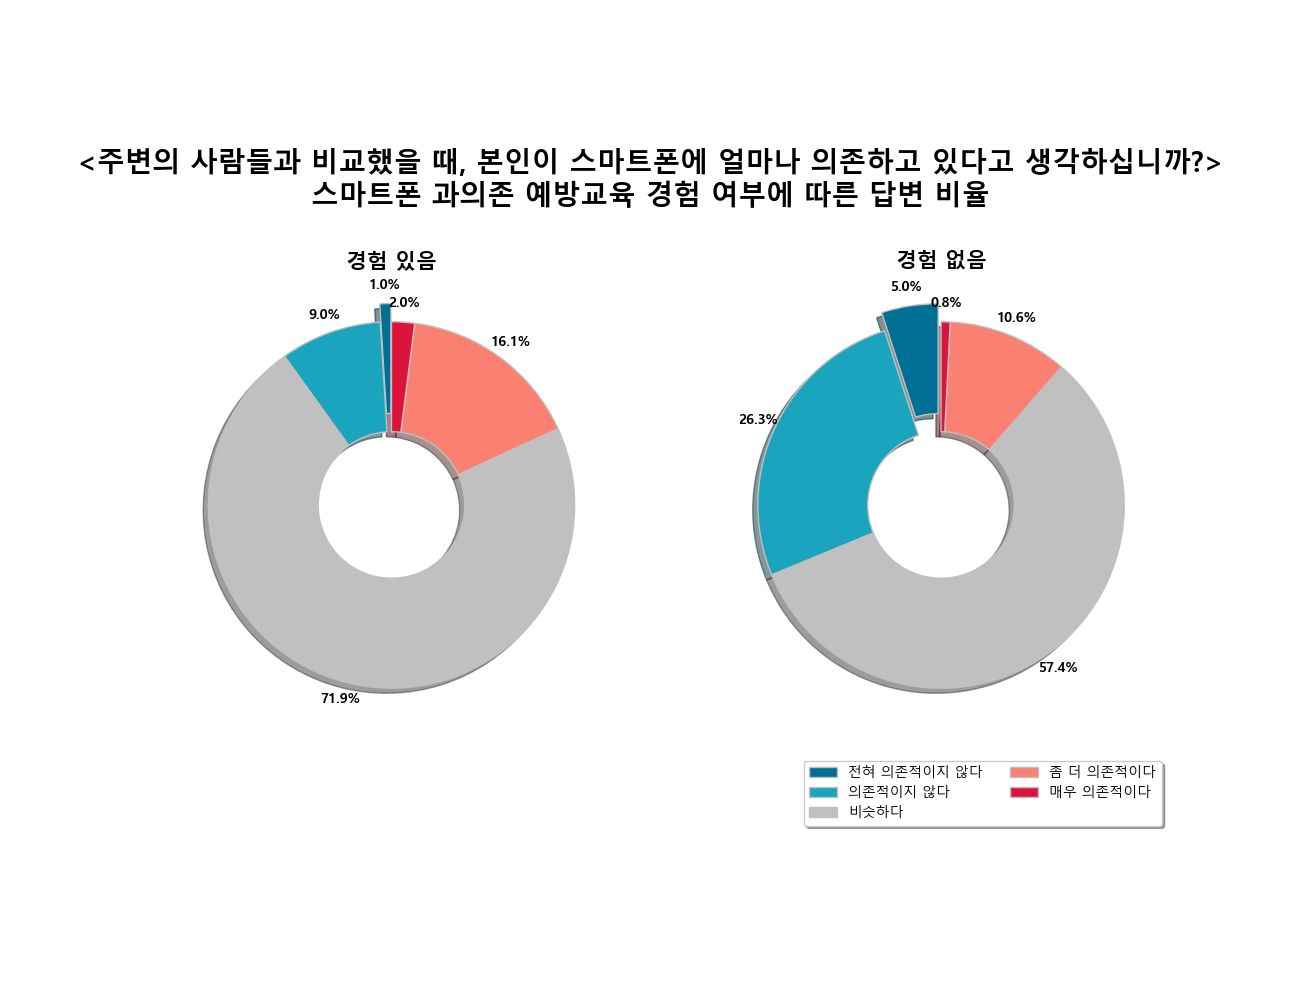 <주변의 사람들과 비교했을 때, 본인이 스마트폰에 얼마나 의존하고 있다고 생각하십니까?>
스마트폰 과의존 예방교육 경험 여부에 따른 답변 비율
경험 있음
1.0%
2.0%
9.0%
16.1%
71.9%
경험 없음
5.0%
0.8%
10.6%
26.3%
57.4%
전혀 의존적이지 않다
의존적이지 않다
비슷하다
좀 더 의존적이다
매우 의존적이다